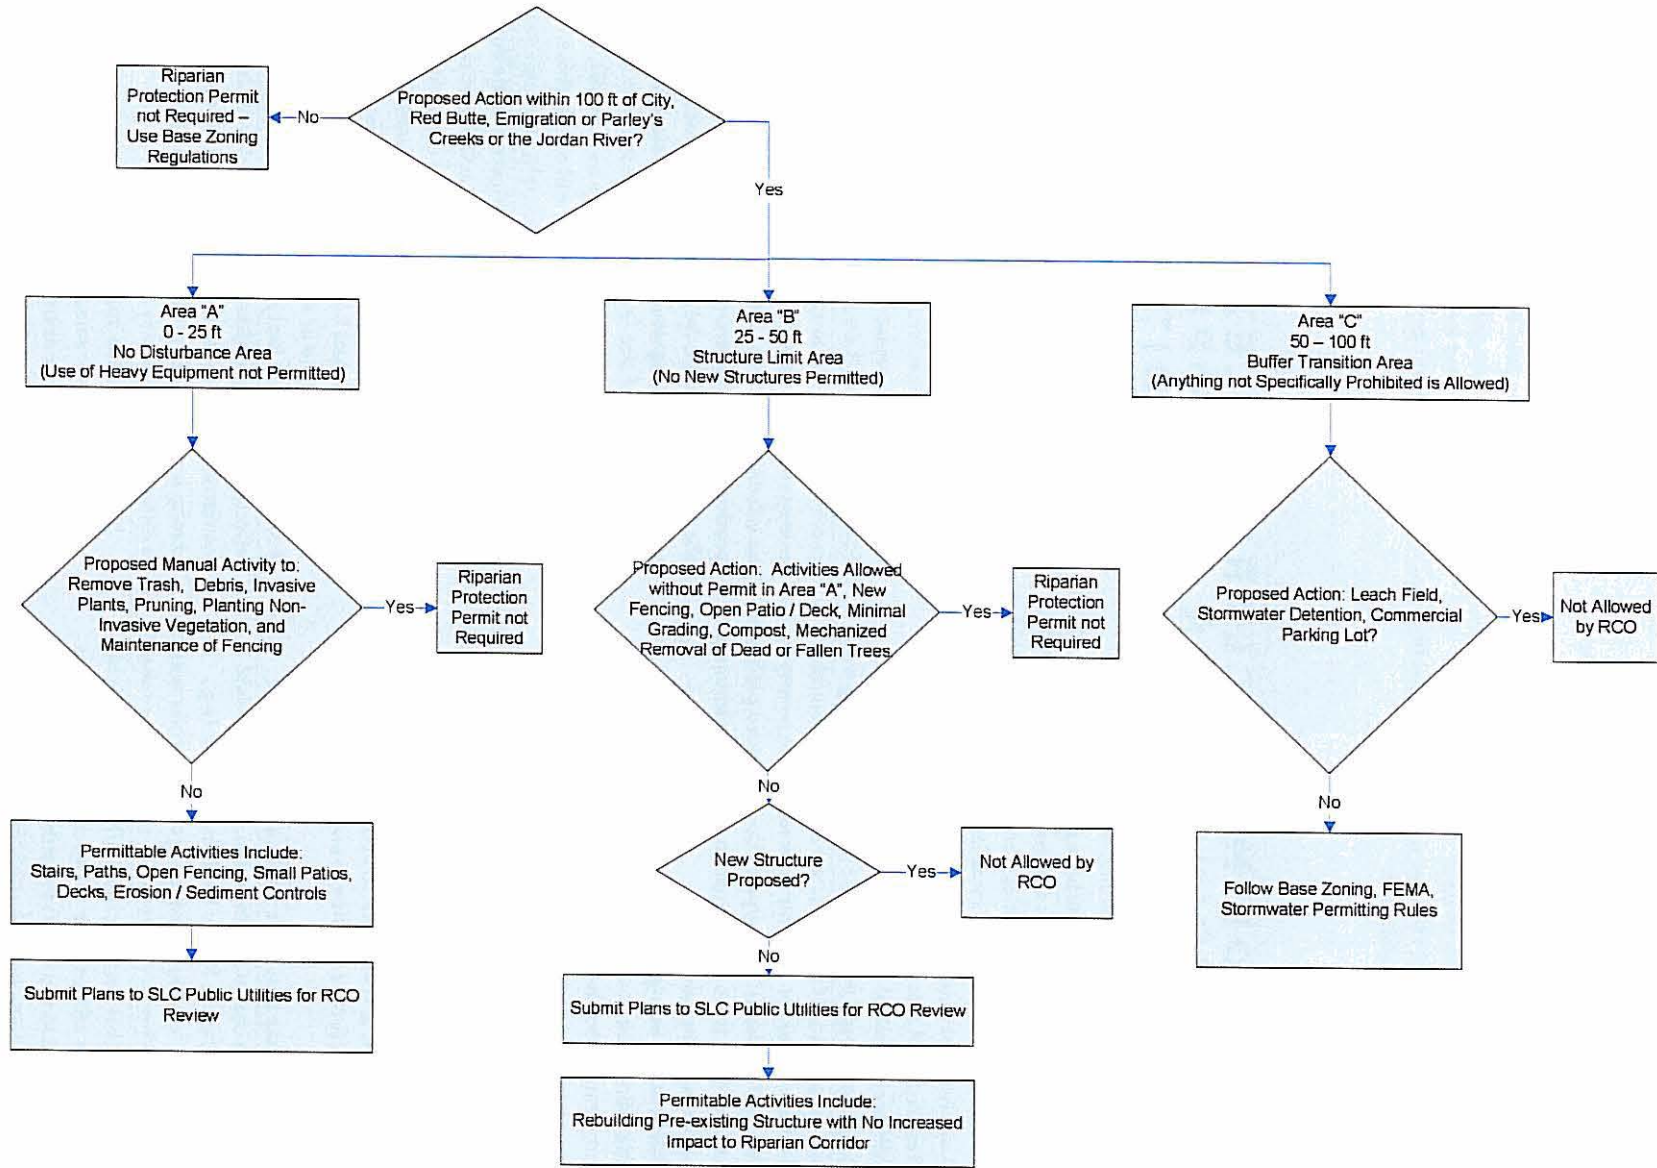 Riparian
Protection Permit
not Required –
Use Base Zoning
Regulations
No
Proposed Action within 100 ft of City,
Red Butte, Emigration or Parley's
Creeks or the Jordan River?
Yes
Area "A"
0 - 25 ft
No Disturbance Area
(Use of Heavy Equipment not Permitted)
Area "B"
25 - 50 ft
Structure Limit Area
(No New Structures Permitted)
Area "C"
50 – 100 ft
Buffer Transition Area
(Anything not Specifically Prohibited is Allowed)
Proposed Manual Activity to:
Remove Trash, Debris, Invasive
Plants, Pruning, Planting Non-
Invasive Vegetation, and
Maintenance of Fencing
Yes
Riparian
Protection
Permit not
Required
Proposed Action: Activities Allowed
without Permit in Area "A", New
Fencing, Open Patio / Deck, Minimal
Grading, Compost, Mechanized
Removal of Dead or Fallen Trees
Yes
Riparian
Protection
Permit not
Required
Proposed Action: Leach Field,
Stormwater Detention, Commercial
Parking Lot?
Yes
Not Allowed
by RCO
No
Permittable Activities Include:
Stairs, Paths, Open Fencing, Small Patios,
Decks, Erosion / Sediment Controls
Submit Plans to SLC Public Utilities for RCO
Review
No
New Structure
Proposed?
Yes
Not Allowed by
RCO
No
Submit Plans to SLC Public Utilities for RCO Review
Permitable Activities Include:
Rebuilding Pre-existing Structure with No Increased
Impact to Riparian Corridor
No
Follow Base Zoning, FEMA,
Stormwater Permitting Rules